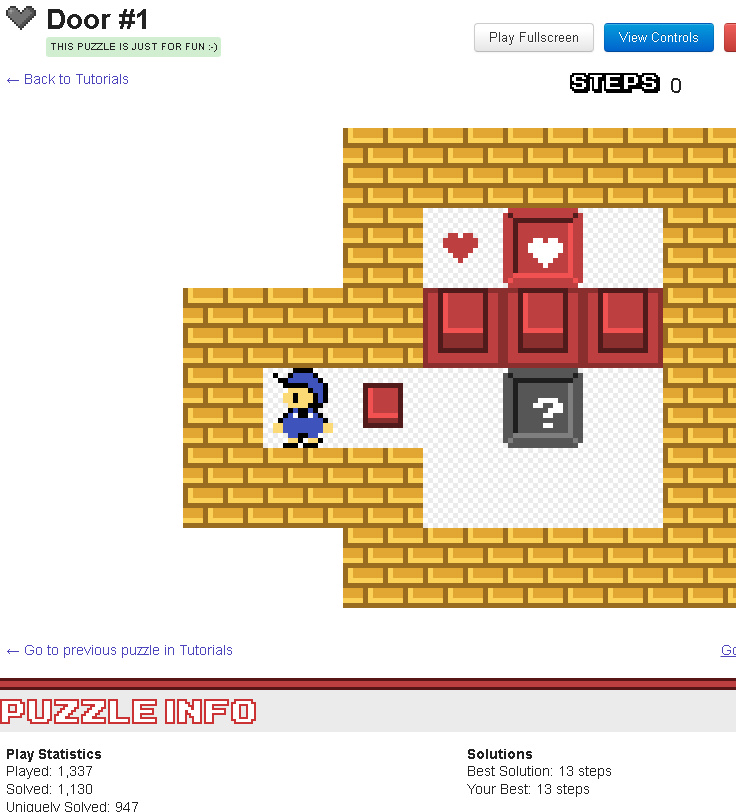 Door #1
THIS PUZZLE IS JUST FOR FUN :-)
Play Fullscreen
View Controls
← Back to Tutorials
STEPS 0
?
← Go to previous puzzle in Tutorials
PUZZLE INFO
Play Statistics
Played: 1,337
Solved: 1,130
Uniquely Solved: 947
Solutions
Best Solution: 13 steps
Your Best: 13 steps